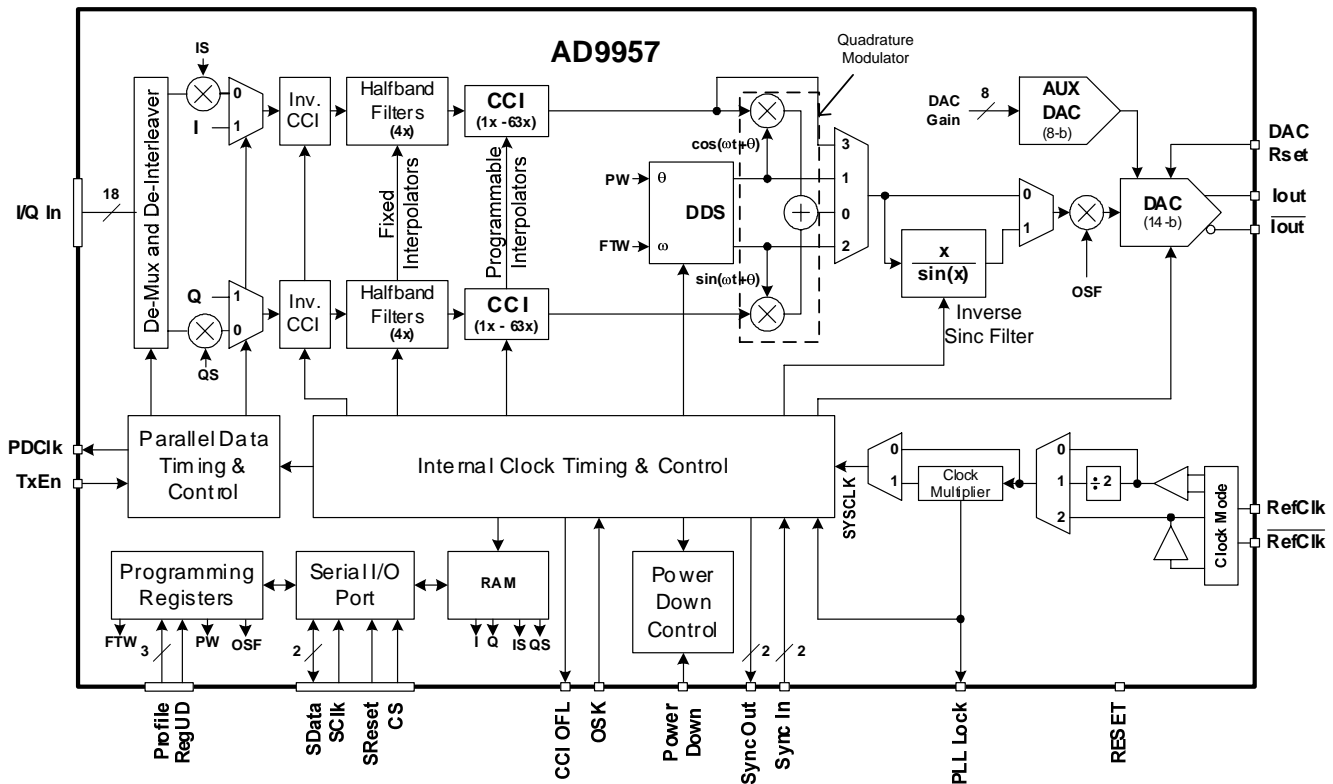 AD9957
Quadrature
Modulator
IS
0
I
1
De-Mux and De-Interleaver
Inv.
CCI
Halfband
Filters
(4x)
CCI
(1x - 63x)
Fixed
Interpolators
Programmable
Interpolators
I/Q In
18
Q
1
0
QS
Inv.
CCI
Halfband
Filters
(4x)
CCI
(1x - 63x)
cos(ωt+θ)
PW
θ
DDS
FTW
ω
sin(ωt+θ)
+
3
1
0
2
x
sin(x)
Inverse
Sinc Filter
0
1
OSF
DAC
Gain
8
AUX
DAC
(8-b)
DAC
(14-b)
DAC
Rset
Iout
Iout
PDClk
TxEn
Parallel Data
Timing &
Control
Internal Clock Timing & Control
SYSCLK
0
1
Clock
Multiplier
0
1
2
÷ 2
Clock Mode
RefClk
RefClk
Programming
Registers
Serial I/O
Port
RAM
Power
Down
Control
FTW
3
PW
OSF
2
I
Q
IS
QS
2
2
Profile
RegUD
SData
SClk
SReset
CS
CCI OFL
OSK
Power
Down
Sync Out
Sync In
PLL Lock
RESET